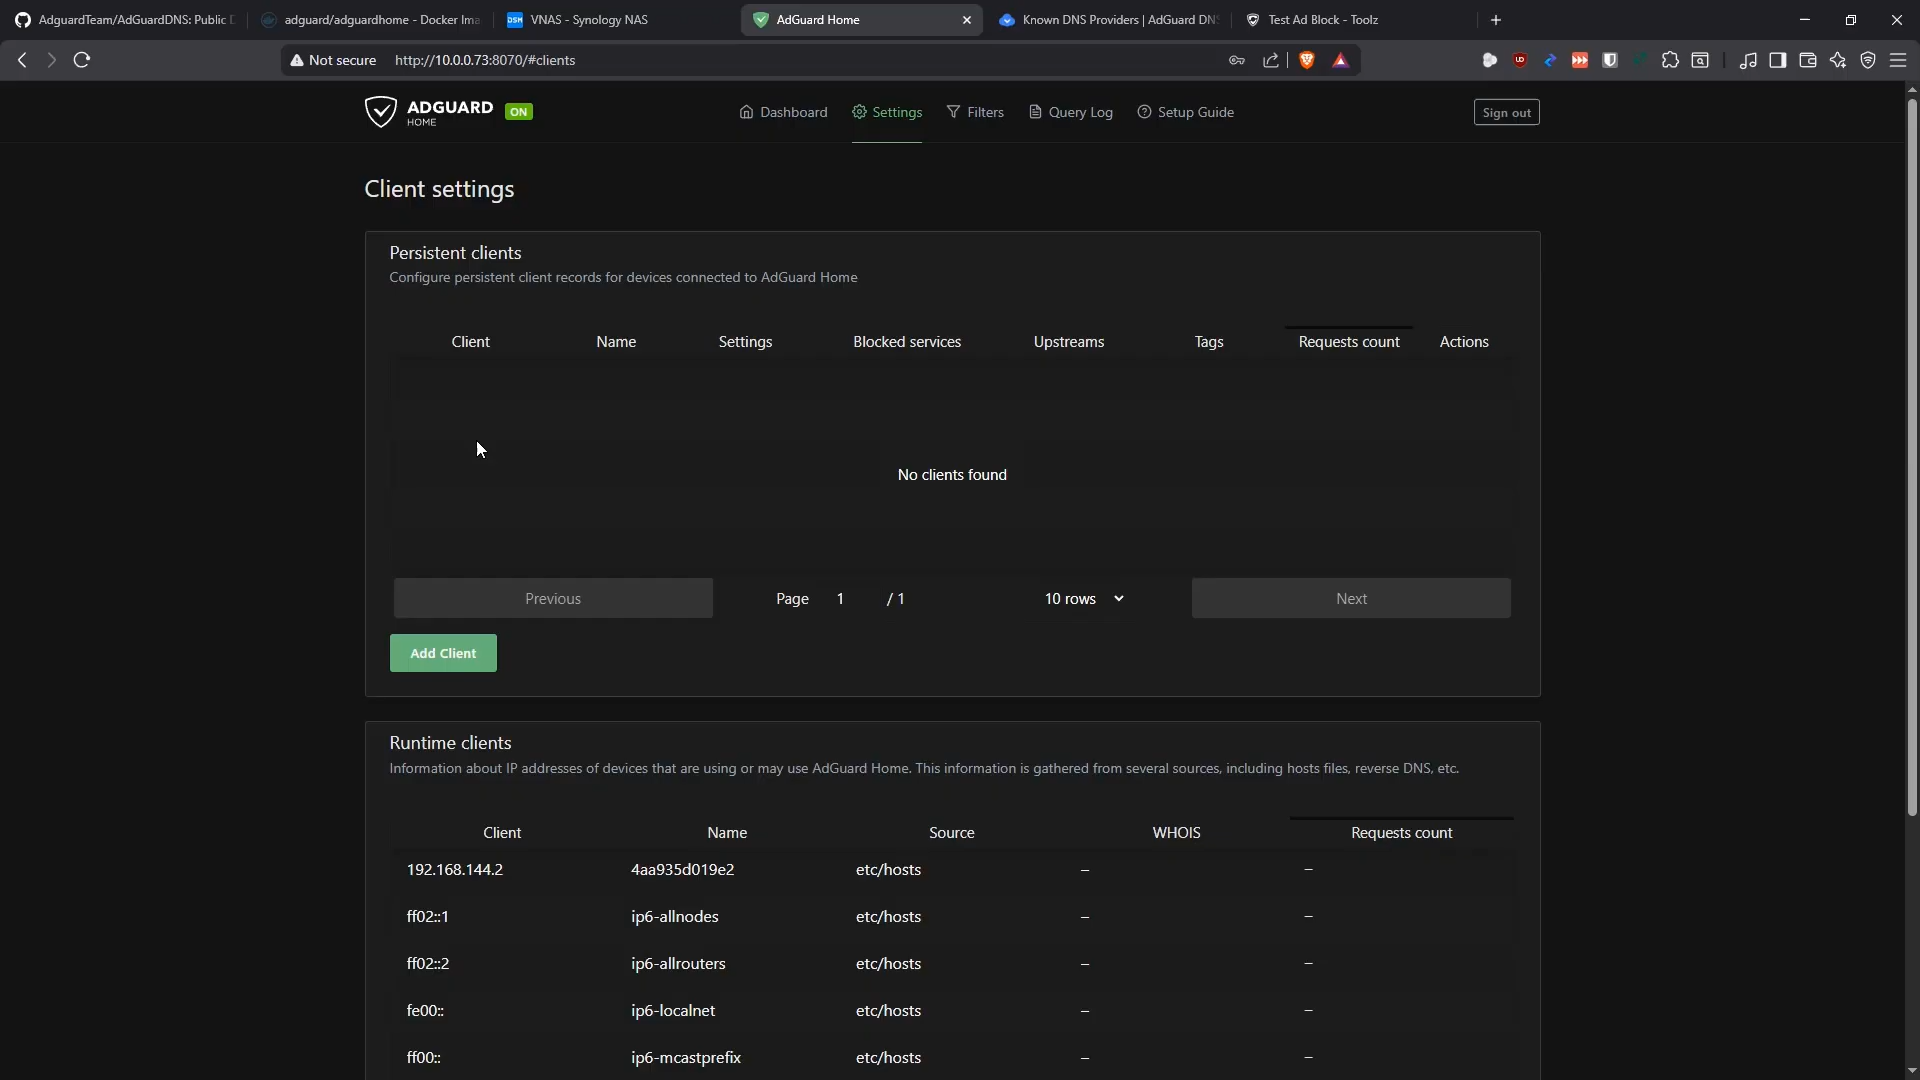 AdguardTeam/AdGuardDNS: Public D
adguard/adguardhome - Docker Ima
DSM VNAS - Synology NAS
AdGuard Home
Known DNS Providers | AdGuard DNS
Test Ad Block - Toolz
Not secure
http://10.0.0.73:8070/#clients
ADGUARD
HOME
ON
Dashboard
Settings
Filters
Query Log
Setup Guide
Sign out
Client settings
Persistent clients
Configure persistent client records for devices connected to AdGuard Home
Client Name Settings Blocked services Upstreams Tags Requests count Actions
No clients found
Previous
Page 1 / 1
10 rows
Next
Add Client
Runtime clients
Information about IP addresses of devices that are using or may use AdGuard Home. This information is gathered from several sources, including hosts files, reverse DNS, etc.
Client Name Source WHOIS Requests count
192.168.144.2 4aa935d019e2 etc/hosts – –
ff02::1 ip6-allnodes etc/hosts – –
ff02::2 ip6-allrouters etc/hosts – –
fe00:: ip6-localnet etc/hosts – –
ff00:: ip6-mcastprefix etc/hosts – –